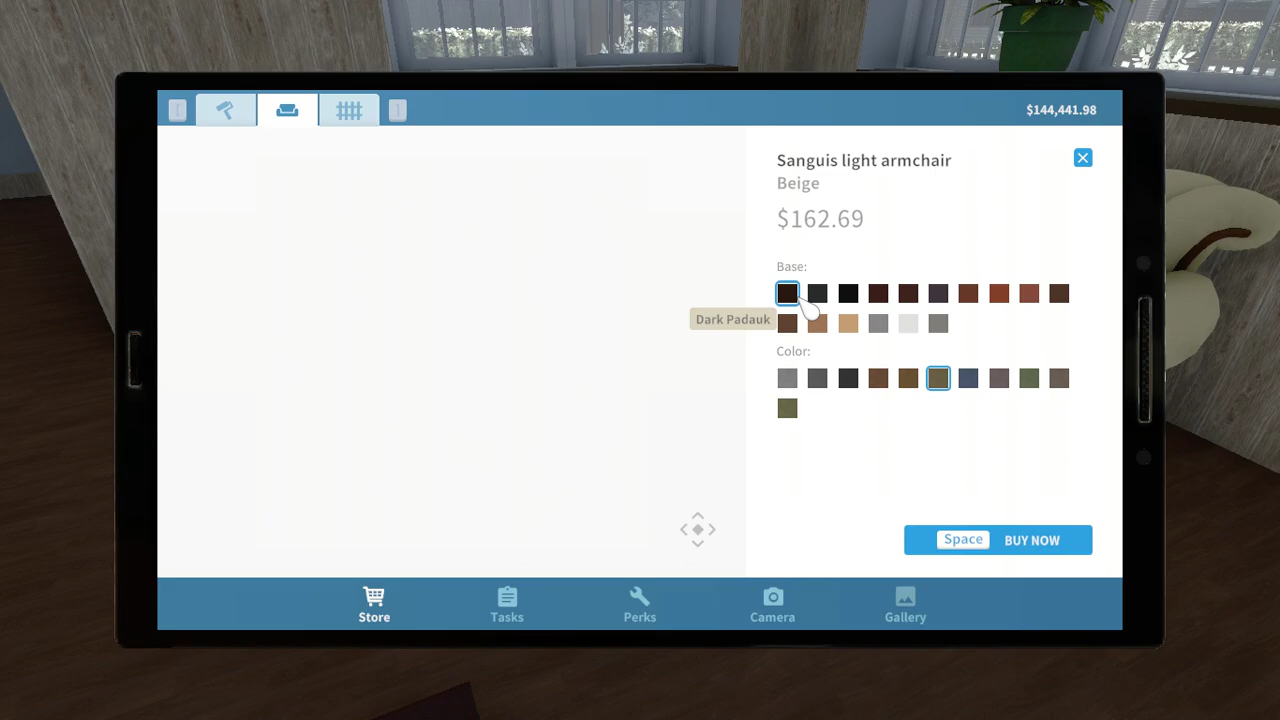 [
]
$144,441.98
Sanguis light armchair
Beige
$162.69
Base:
Dark Padauk
Color:
Space BUY NOW
Store
Tasks
Perks
Camera
Gallery